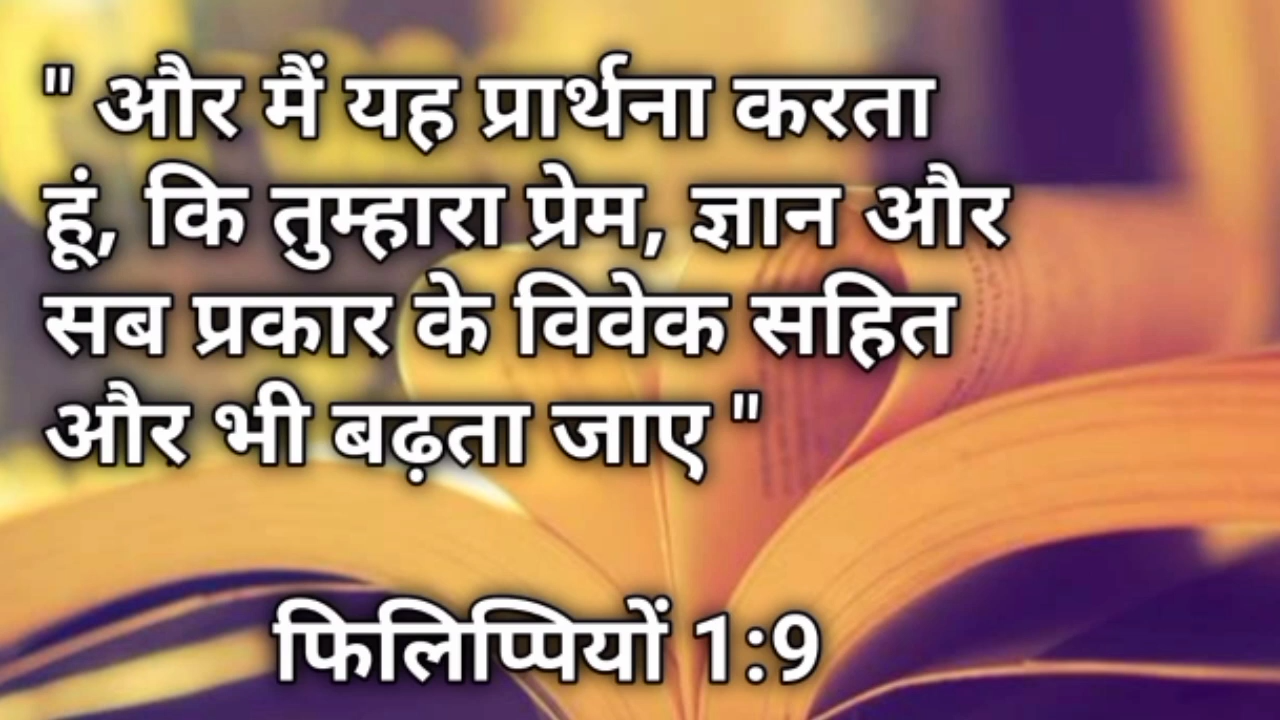 " और मैं यह प्रार्थना करता
हूं, कि तुम्हारा प्रेम, ज्ञान और
सब प्रकार के विवेक सहित
और भी बढ़ता जाए "
फिलिप्पियों 1:9